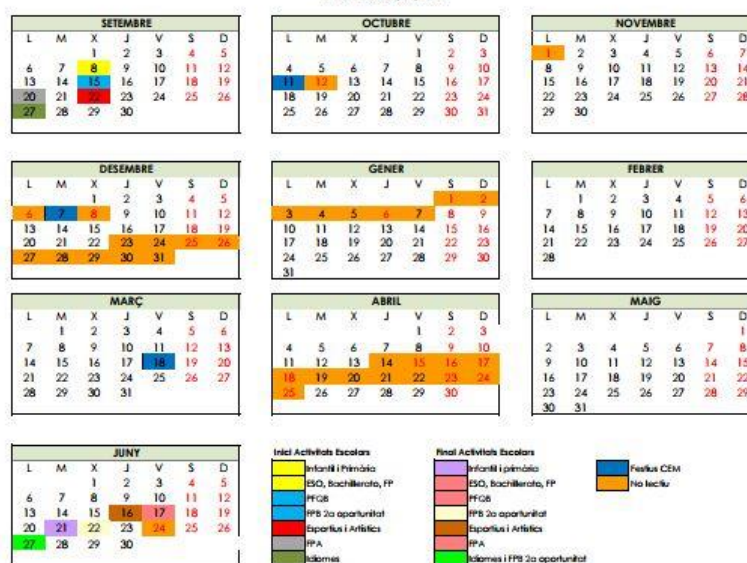 SETEMBRE
L M X J V S D
1 2 3 4 5
6 7 8 9 10 11 12
13 14 15 16 17 18 19
20 21 22 23 24 25 26
27 28 29 30
OCTUBRE
L M X J V S D
1 2 3
4 5 6 7 8 9 10
11 12 13 14 15 16 17
18 19 20 21 22 23 24
25 26 27 28 29 30 31
NOVEMBRE
L M X J V S D
1 2 3 4 5 6 7
8 9 10 11 12 13 14
15 16 17 18 19 20 21
22 23 24 25 26 27 28
29 30
DESEMBRE
L M X J V S D
1 2 3 4 5
6 7 8 9 10 11 12
13 14 15 16 17 18 19
20 21 22 23 24 25 26
27 28 29 30 31
GENER
L M X J V S D
1 2
3 4 5 6 7 8 9
10 11 12 13 14 15 16
17 18 19 20 21 22 23
24 25 26 27 28 29 30
31
FEBRER
L M X J V S D
1 2 3 4 5 6
7 8 9 10 11 12 13
14 15 16 17 18 19 20
21 22 23 24 25 26 27
28
MARÇ
L M X J V S D
1 2 3 4 5 6
7 8 9 10 11 12 13
14 15 16 17 18 19 20
21 22 23 24 25 26 27
28 29 30 31
ABRIL
L M X J V S D
1 2 3
4 5 6 7 8 9 10
11 12 13 14 15 16 17
18 19 20 21 22 23 24
25 26 27 28 29 30
MAIG
L M X J V S D
1
2 3 4 5 6 7 8
9 10 11 12 13 14 15
16 17 18 19 20 21 22
23 24 25 26 27 28 29
30 31
JUNY
L M X J V S D
1 2 3 4 5
6 7 8 9 10 11 12
13 14 15 16 17 18 19
20 21 22 23 24 25 26
27 28 29 30
Inici Activitats Escolars
Infantil i Primària
ESO, Bachillerato, FP
PFQB
FPB 2a oportunitat
Esportius i Artístics
FPA
Idiomes
Final Activitats Escolars
Infantil i primària
ESO, Bachillerato, FP
PFQB
FPB 2a oportunitat
Esportius i Artístics
FPA
Idiomes i FPB 2a oportunitat
Festius CEM
No lectiu